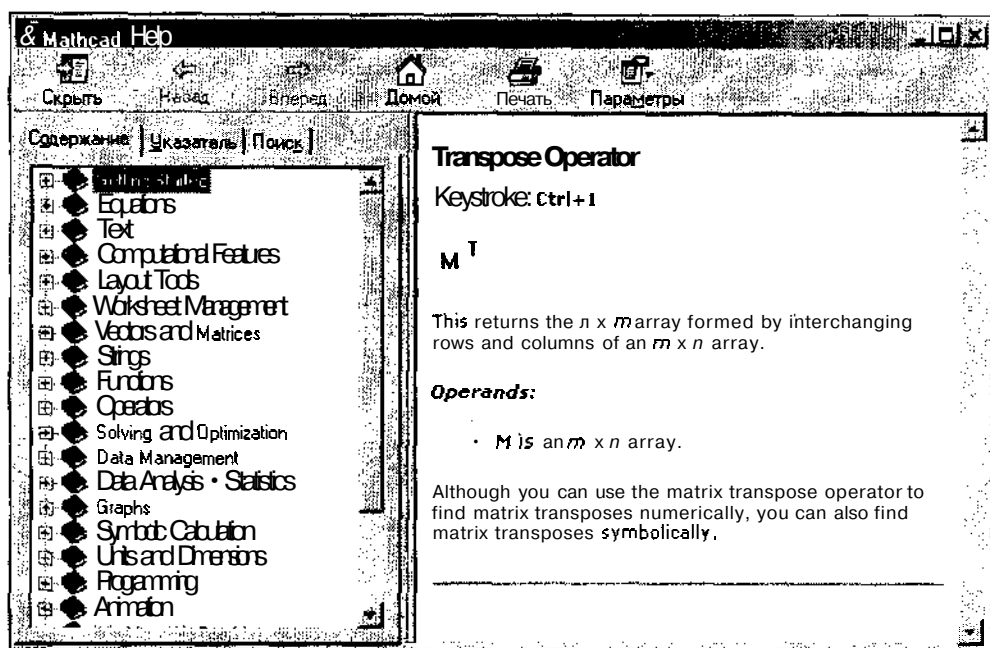 & Mathcad Help
Скрыть Назад Вперед Домой Печать Параметры
Содержание Указатель Поиск
Equations
Text
Computational Features
Layout Tools
Worksheet Management
Vectors and Matrices
Strings
Functions
Operators
Solving and Optimization
Data Management
Data Analysis • Statistics
Graphs
Symbolic Calculation
Units and Dimensions
Programming
Animation
Transpose Operator
Keystroke: Ctrl+1
M T
This returns the л x m array formed by interchanging
rows and columns of an m x n array.
Operands:
• M is an m x n array.
Although you can use the matrix transpose operator to
find matrix transposes numerically, you can also find
matrix transposes symbolically.